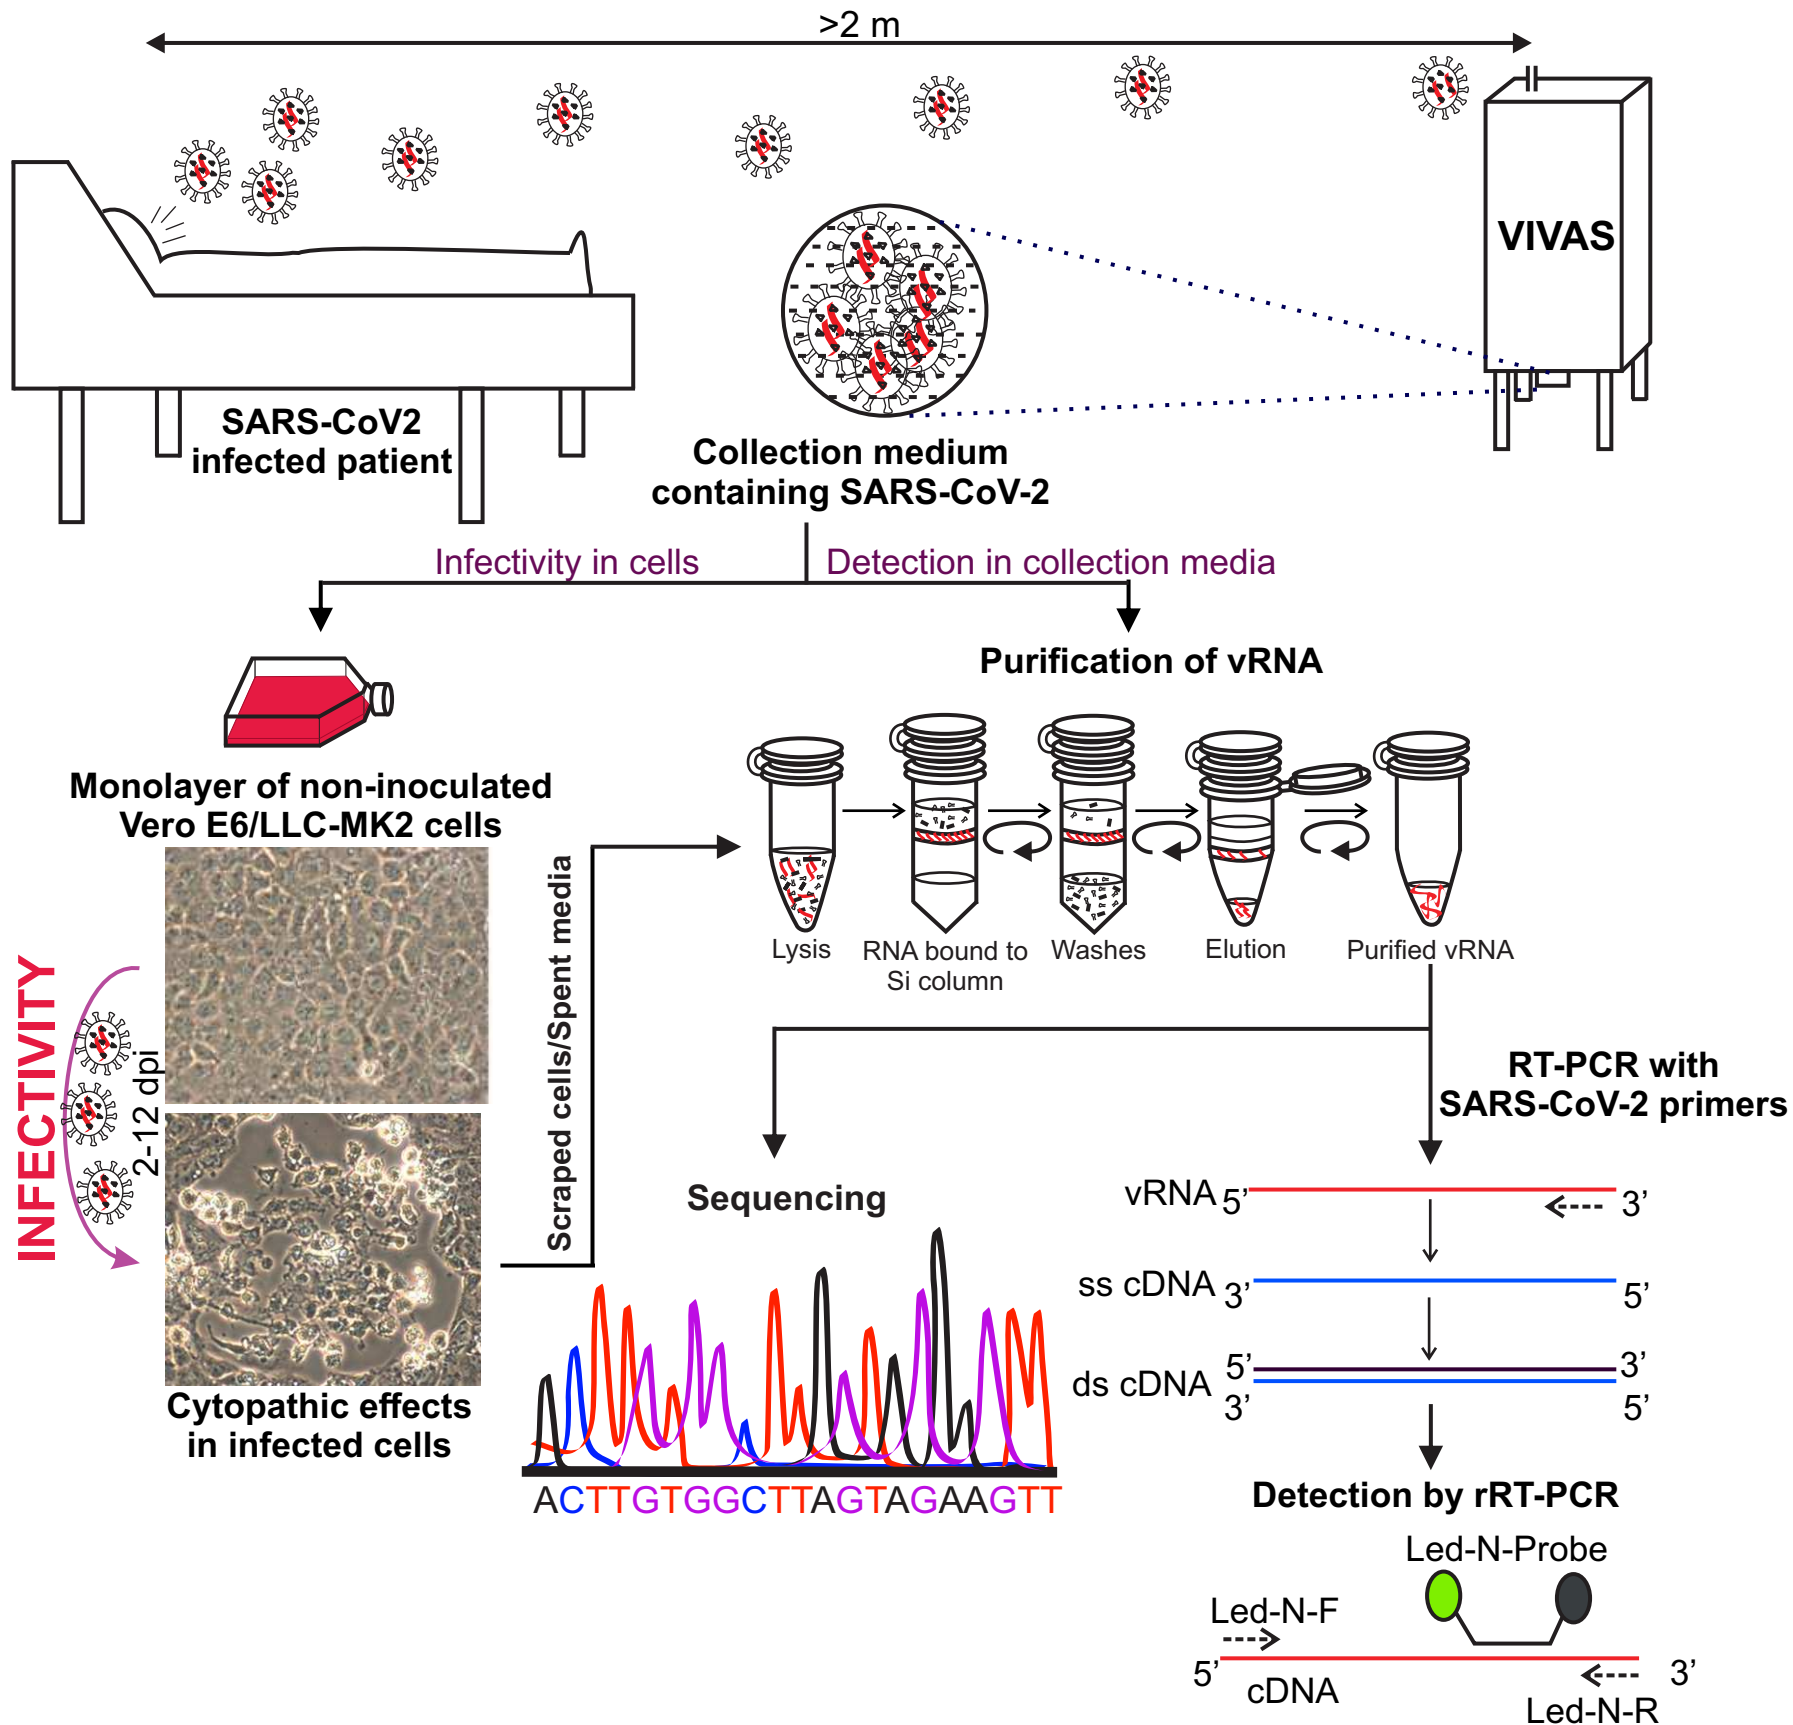 >2 m
VIVAS
SARS-CoV2
infected patient
Collection medium
containing SARS-CoV-2
Infectivity in cells
Detection in collection media
Purification of vRNA
Monolayer of non-inoculated
Vero E6/LLC-MK2 cells
Lysis
RNA bound to
Si column
Washes
Elution
Purified vRNA
INFECTIVITY
2-12 dpi
Scraped cells/Spent media
Cytopathic effects
in infected cells
Sequencing
ACTTGTGGCTTAGTAGAAGTT
RT-PCR with
SARS-CoV-2 primers
vRNA 5’ 3’
ss cDNA 3’ 5’
5’ 3’
ds cDNA
3’ 5’
Detection by rRT-PCR
Led-N-Probe
Led-N-F
5’ 3’
cDNA
Led-N-R